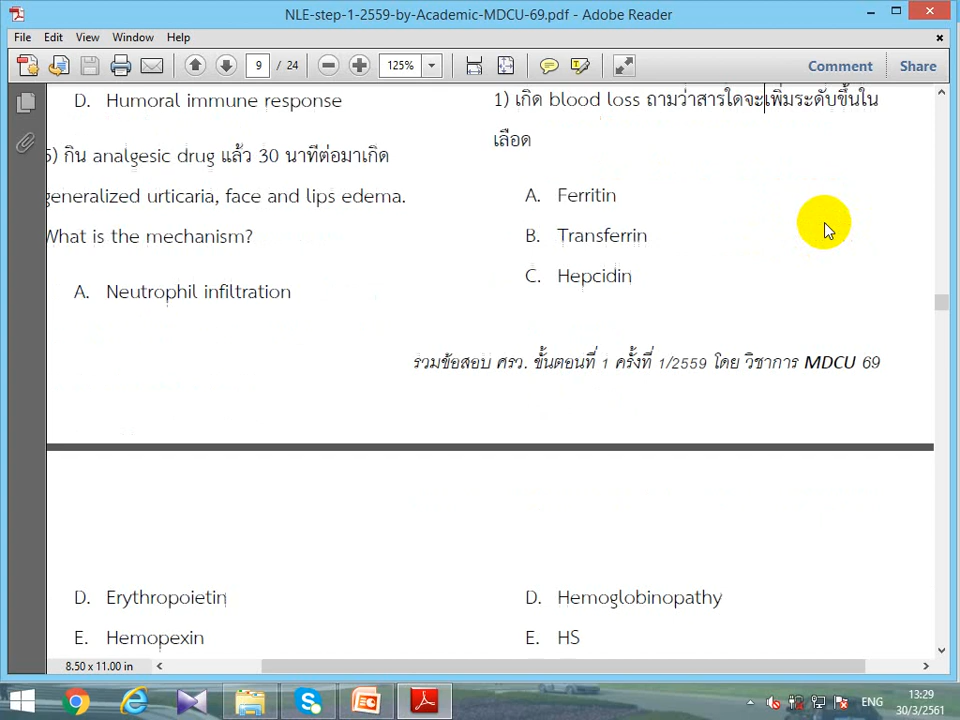 NLE-step-1-2559-by-Academic-MDCU-69.pdf - Adobe Reader
File Edit View Window Help
9 / 24 125% Comment Share
D. Humoral immune response
5) กิน analgesic drug แล้ว 30 นาทีต่อมาเกิด
generalized urticaria, face and lips edema.
What is the mechanism?
A. Neutrophil infiltration
1) เกิด blood loss ถามว่าสารใดจะเพิ่มระดับขึ้นใน
เลือด
A. Ferritin
B. Transferrin
C. Hepcidin
รวมข้อสอบ ศรว. ขั้นตอนที่ 1 ครั้งที่ 1/2559 โดย วิชาการ MDCU 69
D. Erythropoietin
E. Hemopexin
D. Hemoglobinopathy
E. HS
8.50 x 11.00 in
ENG
13:29
30/3/2561